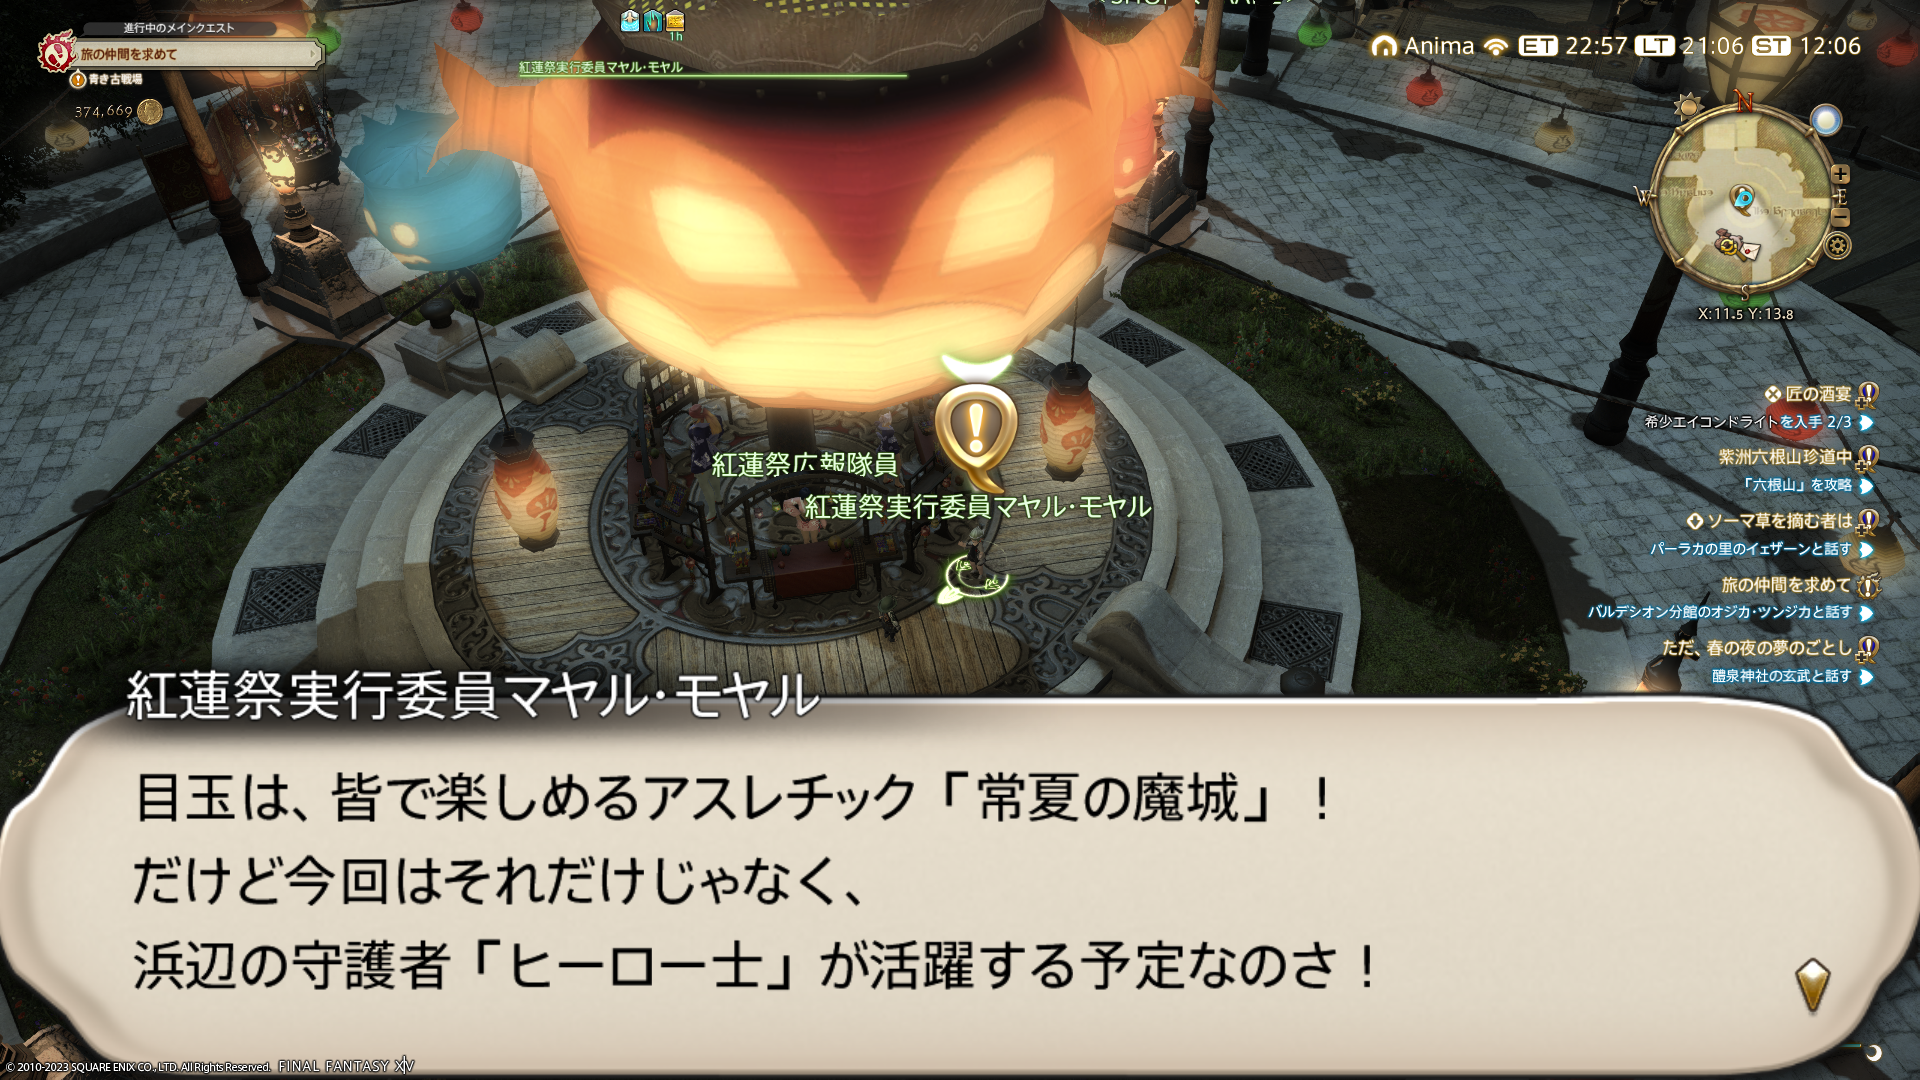 進行中のメインクエスト
旅の仲間を求めて
青き古戦場
374,669
1h
紅蓮祭実行委員マヤル・モヤル
Anima ET 22:57 LT 21:06 ST 12:06
N
W
E
S
X:11.5 Y:13.8
匠の酒宴
希少エイコンドライトを入手 2/3
紫洲六根山珍道中
「六根山」を攻略
ソーマ草を摘む者は
パーラカの里のイェザーンと話す
旅の仲間を求めて
バルデシオン分館のオジカ・ツンジカと話す
ただ、春の夜の夢のごとし
醴泉神社の玄武と話す
紅蓮祭広報隊員
紅蓮祭実行委員マヤル・モヤル
紅蓮祭実行委員マヤル・モヤル
目玉は、皆で楽しめるアスレチック「常夏の魔城」！
だけど今回はそれだけじゃなく、
浜辺の守護者「ヒーロー士」が活躍する予定なのさ！
© 2010-2023 SQUARE ENIX CO., LTD. All Rights Reserved. FINAL FANTASY XIV